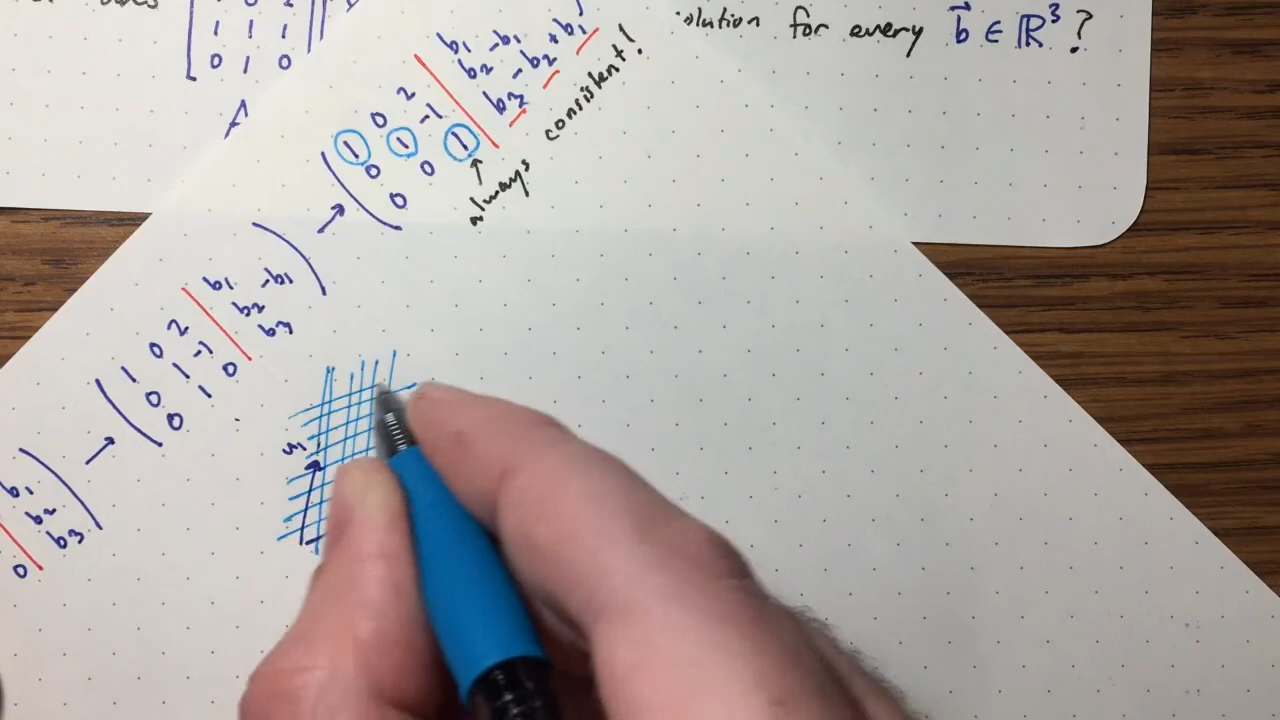 1 1 1
0 1 0
olution for every b⃗ ∈ ℝ³?
b₁
b₂
0 b₃
→
1 0 2 b₁
0 1 -1 b₂ -b₁
0 1 0 b₃
→
1 0 2 b₁
0 1 -1 b₂ -b₁
0 0 1 b₃ -b₂ +b₁
↑
always consistent!
v₁